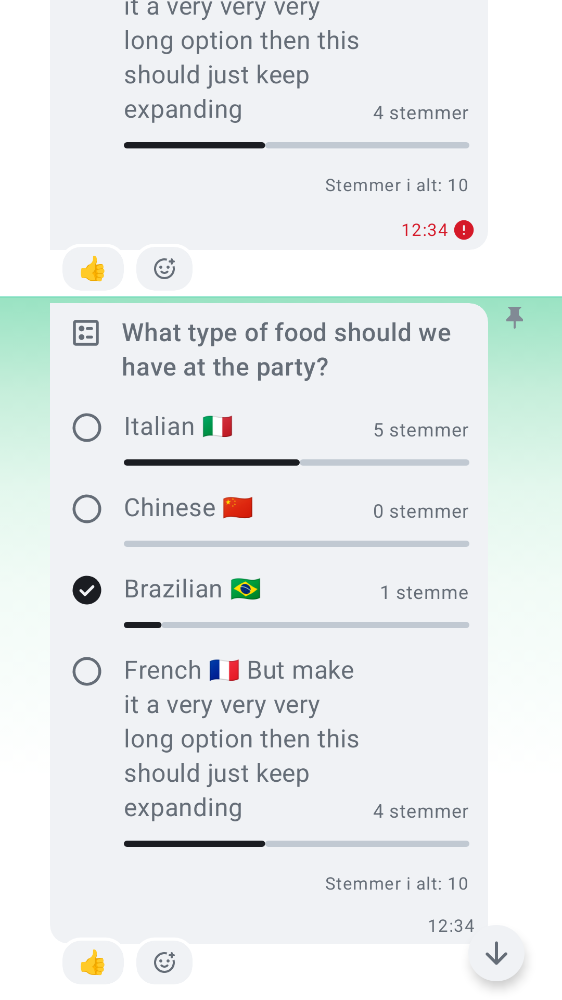 it a very very very
long option then this
should just keep
expanding
4 stemmer
Stemmer i alt: 10
12:34
What type of food should we
have at the party?
Italian 🇮🇹
5 stemmer
Chinese 🇨🇳
0 stemmer
Brazilian 🇧🇷
1 stemme
French 🇫🇷 But make
it a very very very
long option then this
should just keep
expanding
4 stemmer
Stemmer i alt: 10
12:34